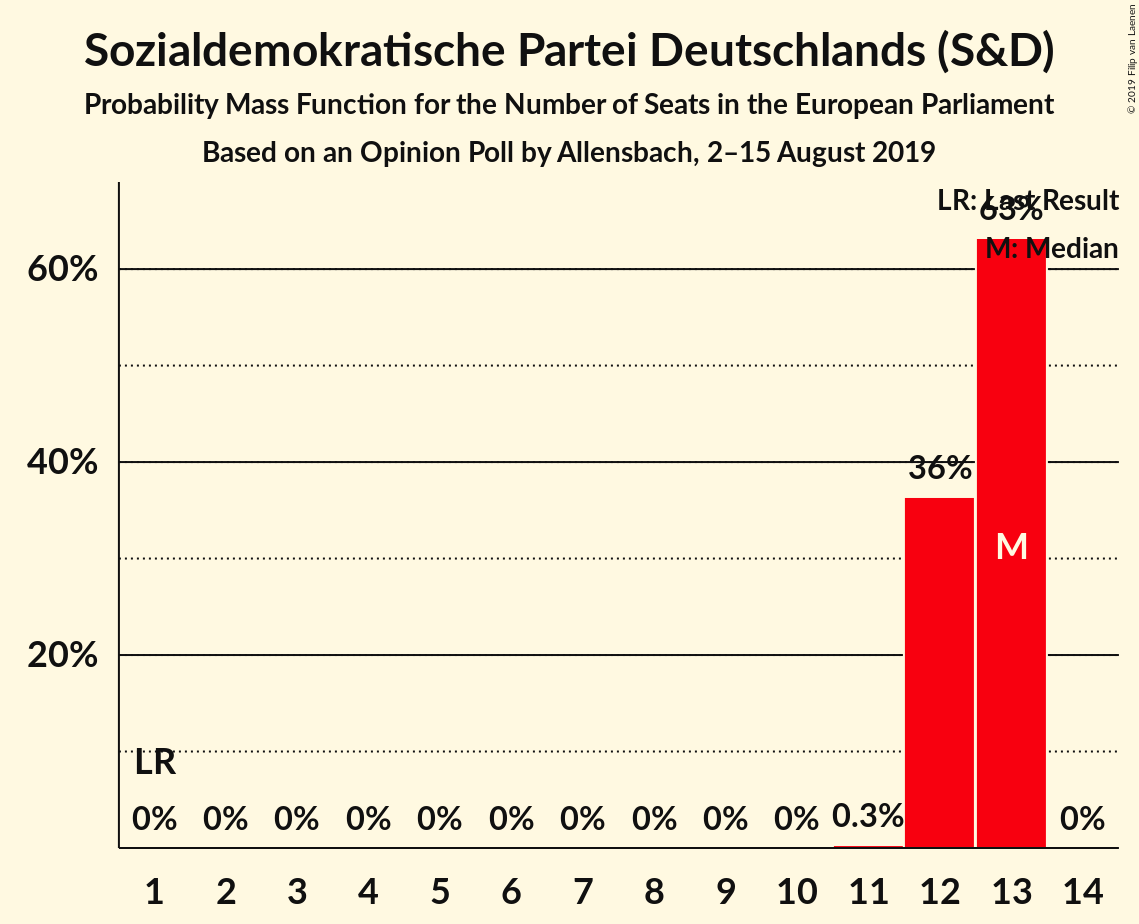 Sozialdemokratische Partei Deutschlands (S&D)
Probability Mass Function for the Number of Seats in the European Parliament
Based on an Opinion Poll by Allensbach, 2–15 August 2019
© 2019 Filip van Laenen
LR: Last Result
63%
M: Median
60%
40%
36%
M
20%
LR
0% 0% 0% 0% 0% 0% 0% 0% 0% 0% 0.3% 0%
1 2 3 4 5 6 7 8 9 10 11 12 13 14